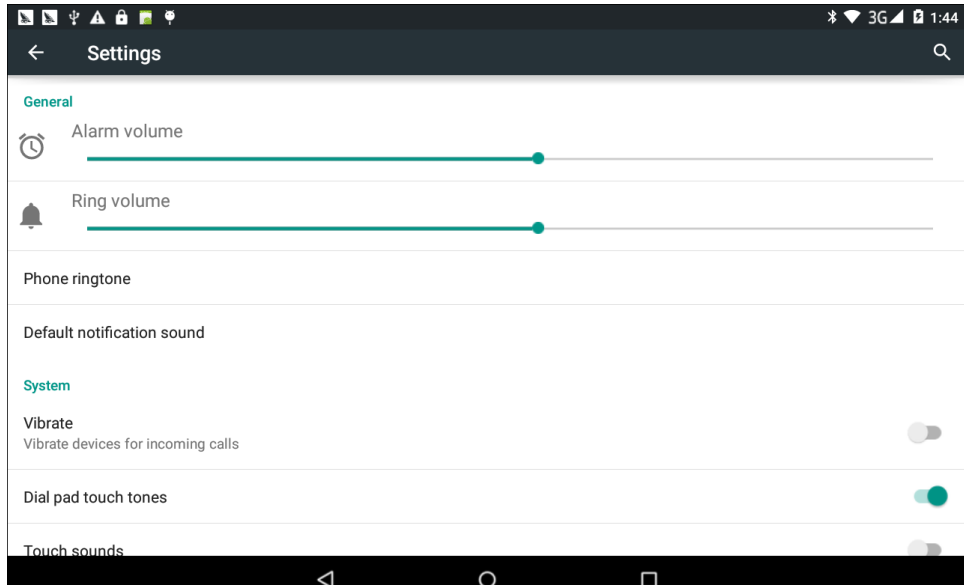 3G 1:44
Settings
General
Alarm volume
Ring volume
Phone ringtone
Default notification sound
System
Vibrate
Vibrate devices for incoming calls
Dial pad touch tones
Touch sounds